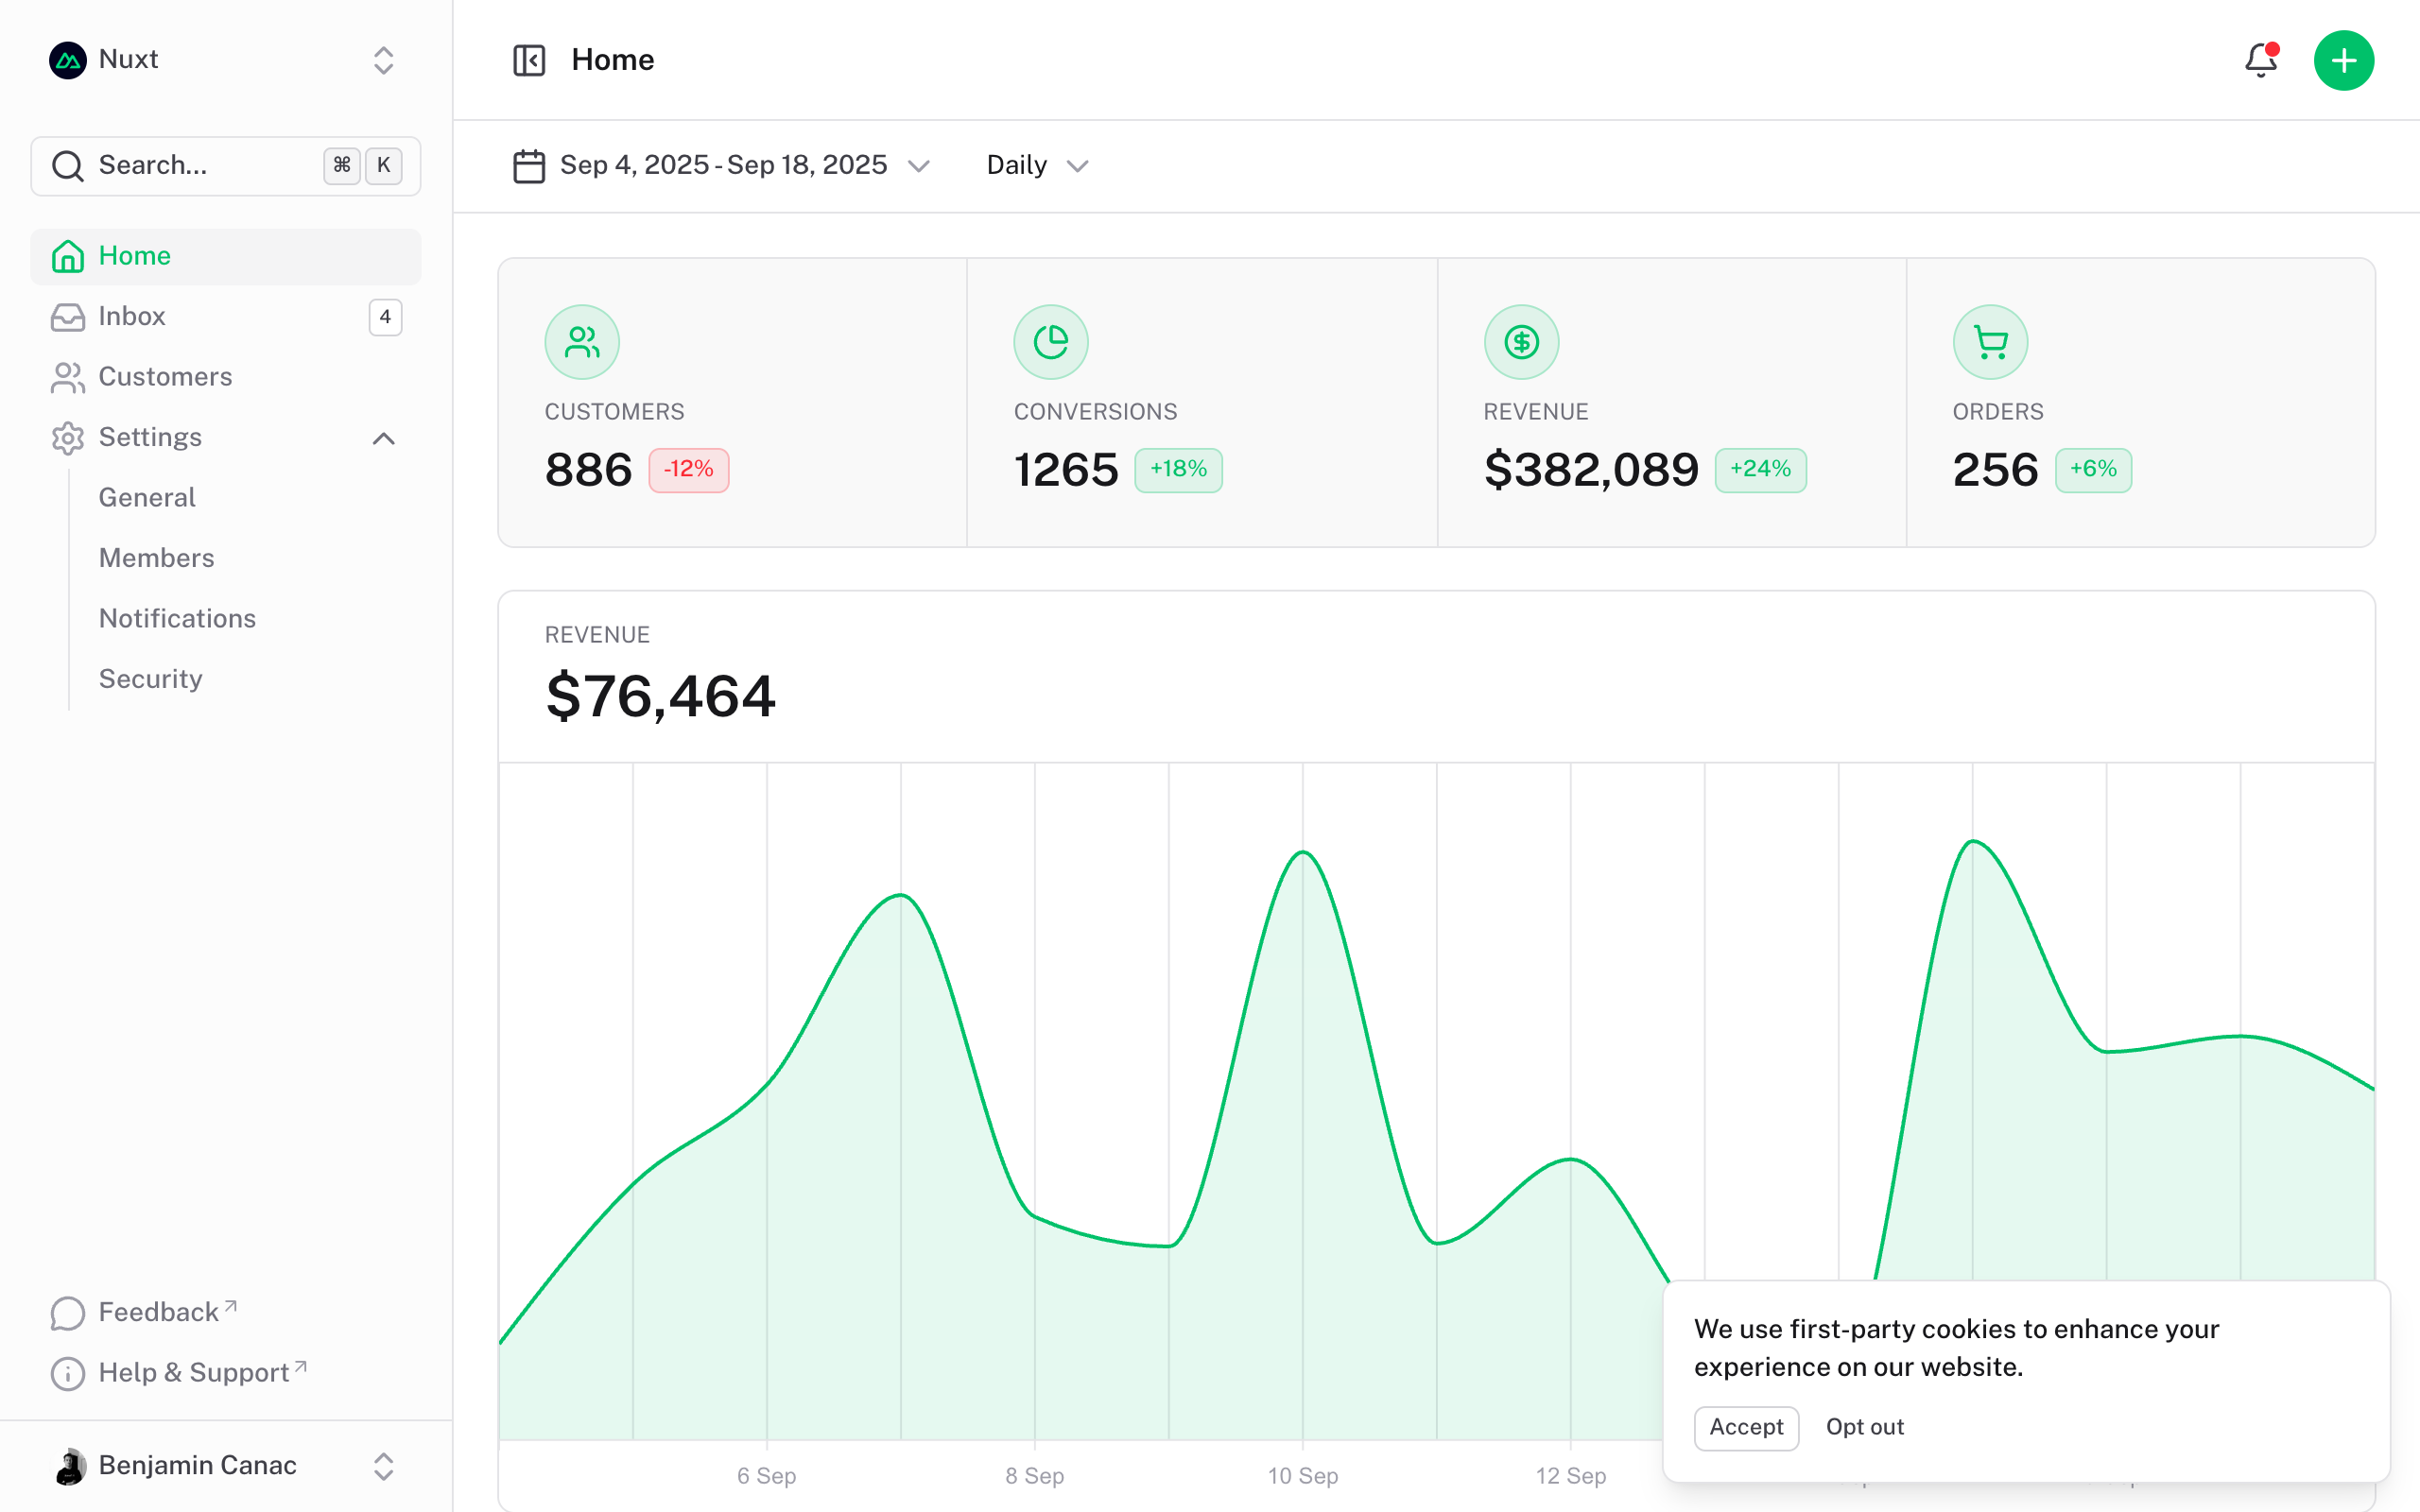 Nuxt
Search...
⌘ K
Home
Inbox
4
Customers
Settings
General
Members
Notifications
Security
Feedback
Help & Support
Benjamin Canac
Home
Sep 4, 2025 - Sep 18, 2025
Daily
CUSTOMERS
886 -12%
CONVERSIONS
1265 +18%
REVENUE
$382,089 +24%
ORDERS
256 +6%
REVENUE
$76,464
6 Sep
8 Sep
10 Sep
12 Sep
We use first-party cookies to enhance your
experience on our website.
Accept
Opt out